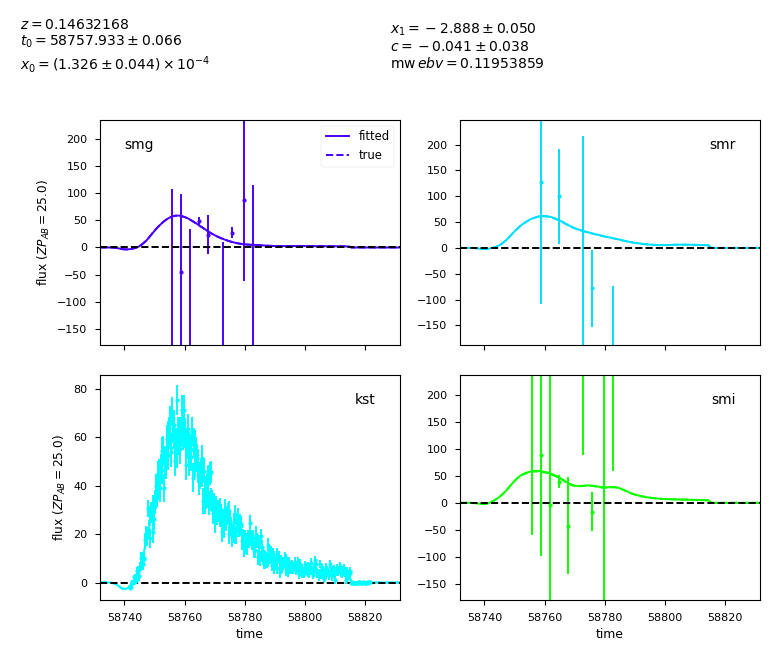 z = 0.14632168
t0 = 58757.933 ± 0.066
x0 = (1.326 ± 0.044) × 10^−4
x1 = −2.888 ± 0.050
c = −0.041 ± 0.038
mw ebv = 0.11953859
smg
fitted
true
200
150
100
50
0
−50
−100
−150
flux (ZP_AB = 25.0)
smr
200
150
100
50
0
−50
−100
−150
kst
80
60
40
20
0
flux (ZP_AB = 25.0)
58740 58760 58780 58800 58820
time
smi
200
150
100
50
0
−50
−100
−150
58740 58760 58780 58800 58820
time